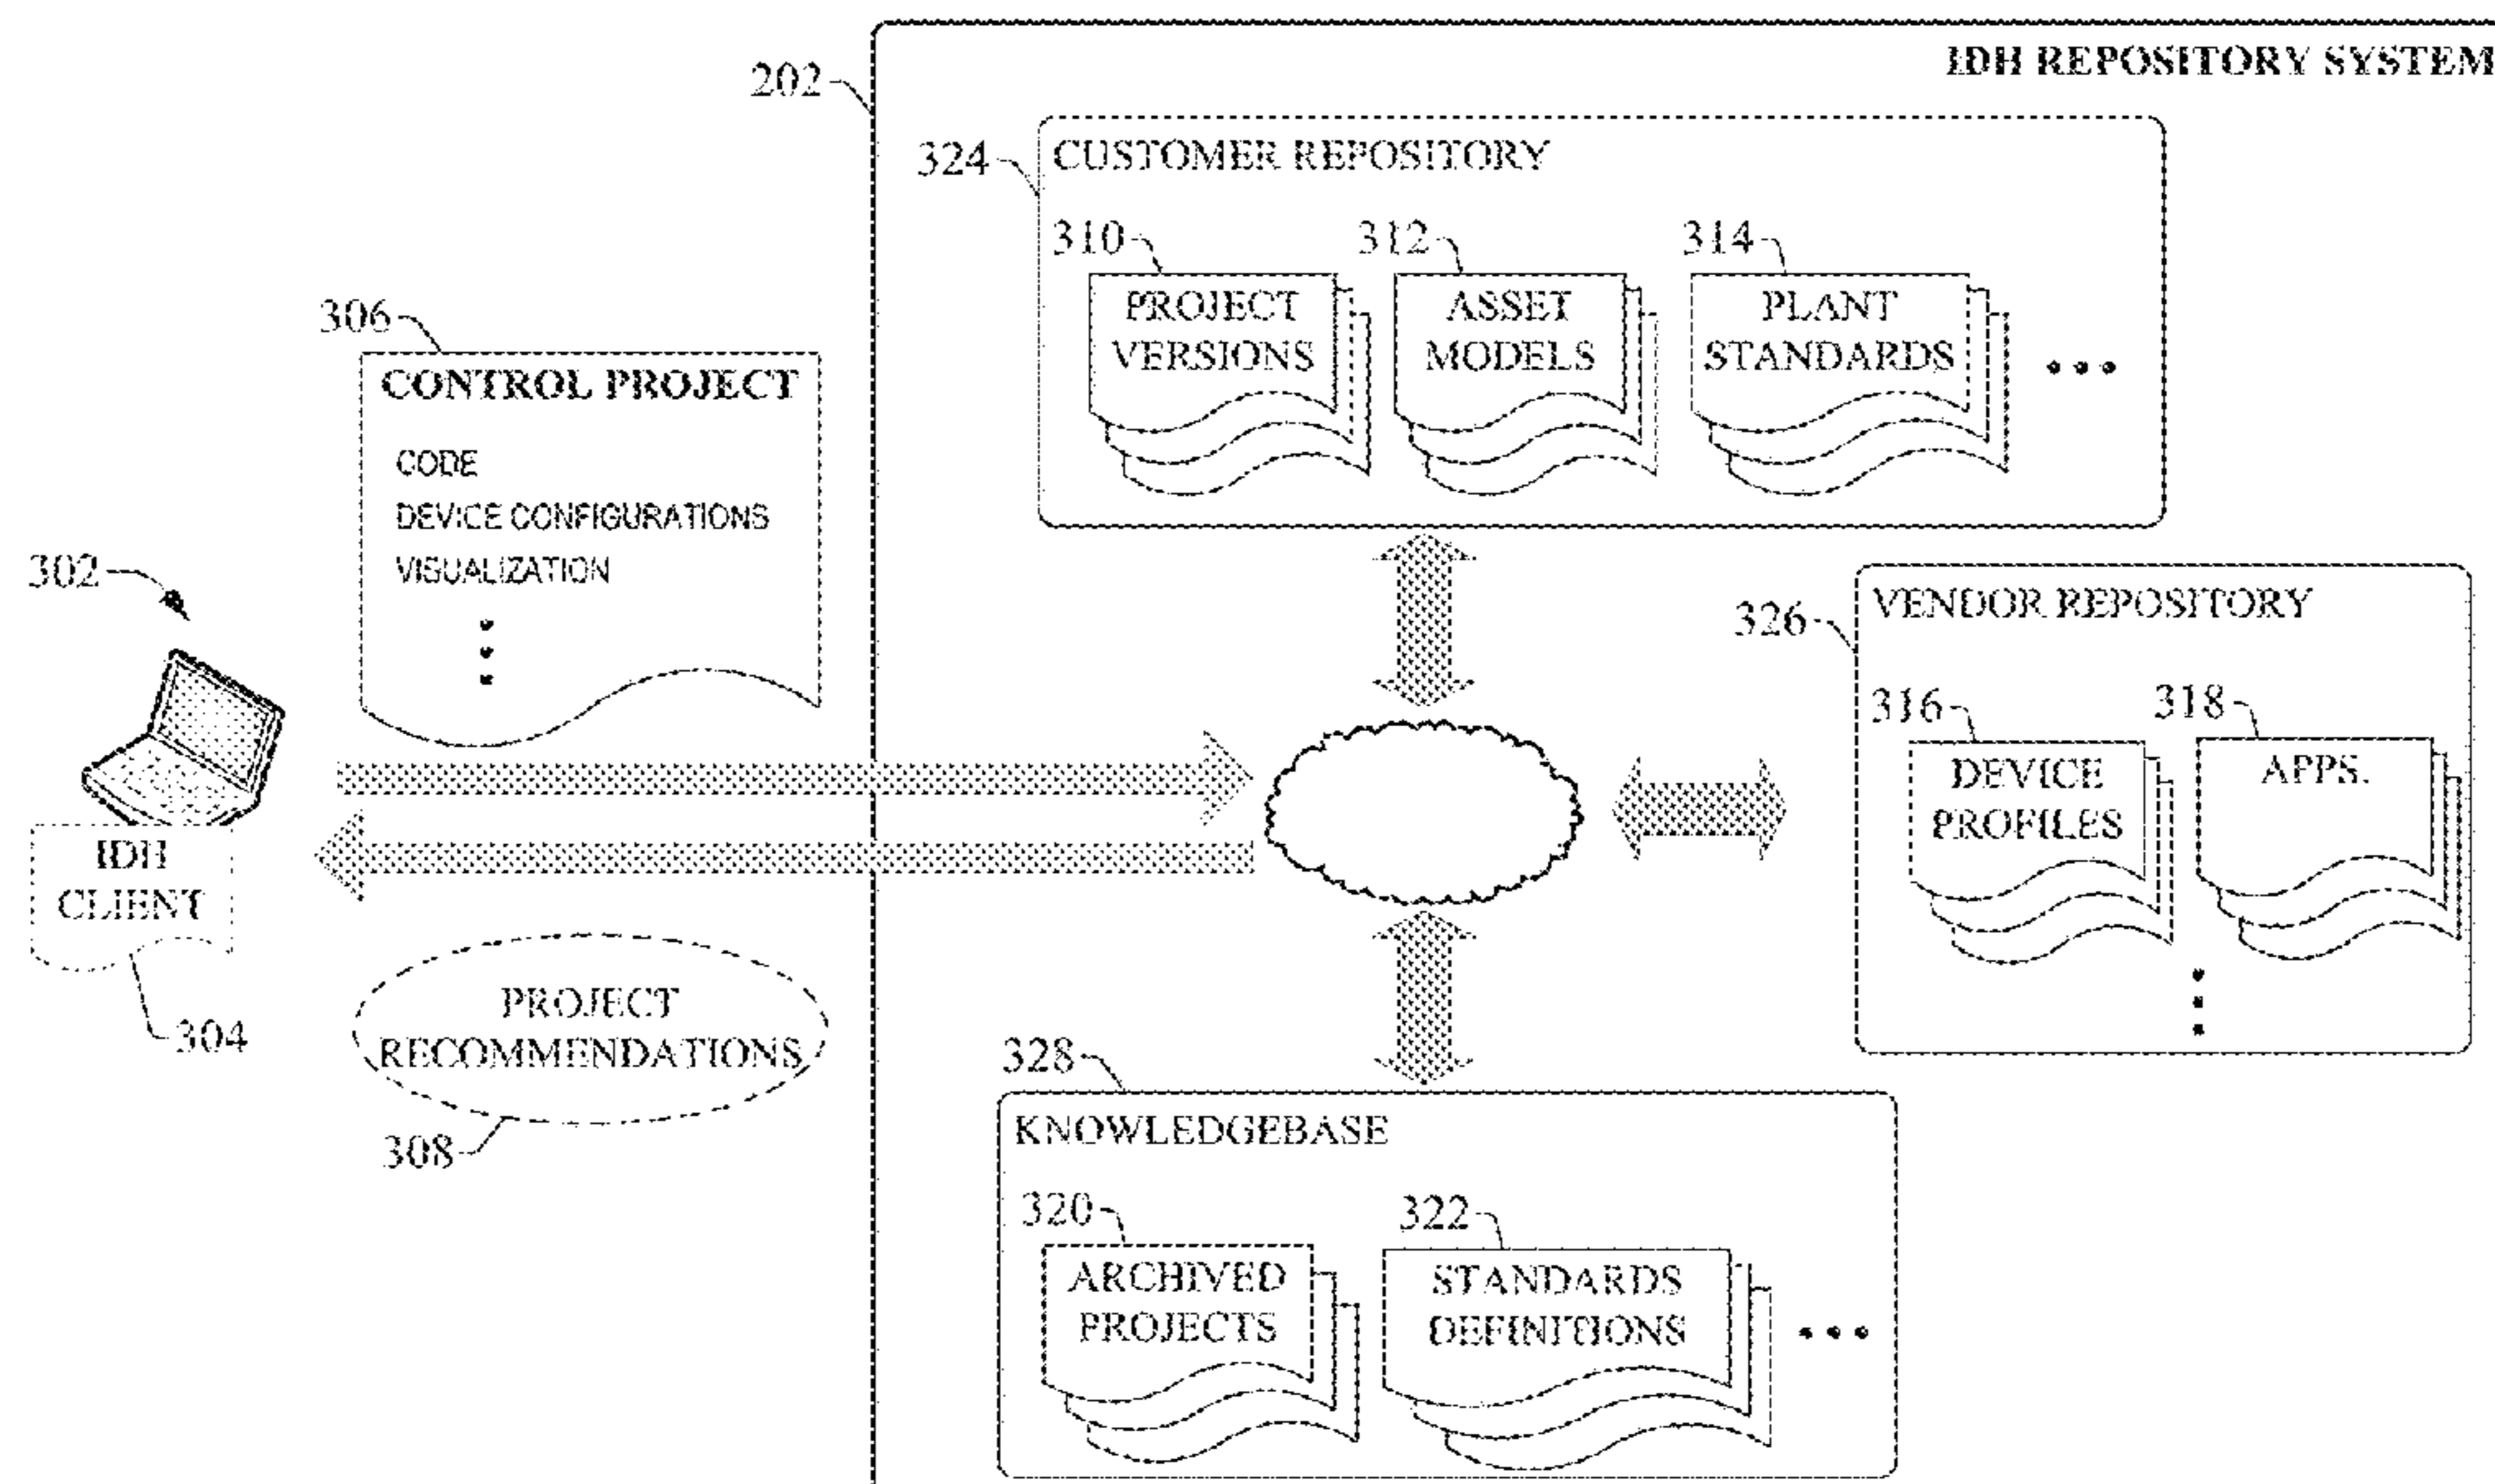 IDH REPOSITORY SYSTEM
202
324
CUSTOMER REPOSITORY
310
312
314
PROJECT
VERSIONS
ASSET
MODELS
PLANT
STANDARDS
306
CONTROL PROJECT
CODE
DEVICE CONFIGURATIONS
VISUALIZATION
302
IDH
CLIENT
304
PROJECT
RECOMMENDATIONS
308
326
VENDOR REPOSITORY
316
318
DEVICE
PROFILES
APPS.
328
KNOWLEDGEBASE
320
322
ARCHIVED
PROJECTS
STANDARDS
DEFINITIONS